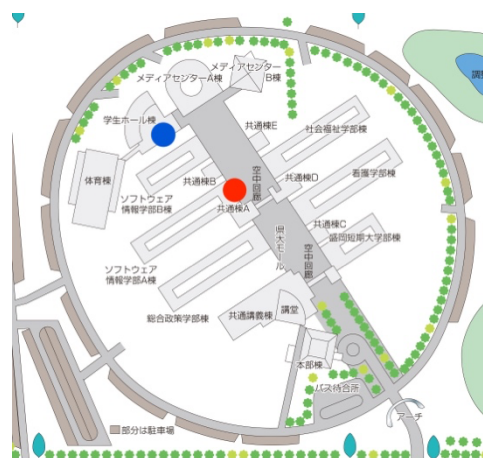 メディアセンター
B棟
メディアセンターA棟
調
学生ホール棟
共通棟E
社会福祉学部棟
体育棟
共通棟B
空中回廊
共通棟D
看護学部棟
ソフトウェア
情報学部B棟
共通棟A
共通棟C
県大モール
盛岡短期大学部棟
空中回廊
ソフトウェア
情報学部A棟
講堂
総合政策学部棟
共通講義棟
本部棟
バス待合所
アーチ
部分は駐車場